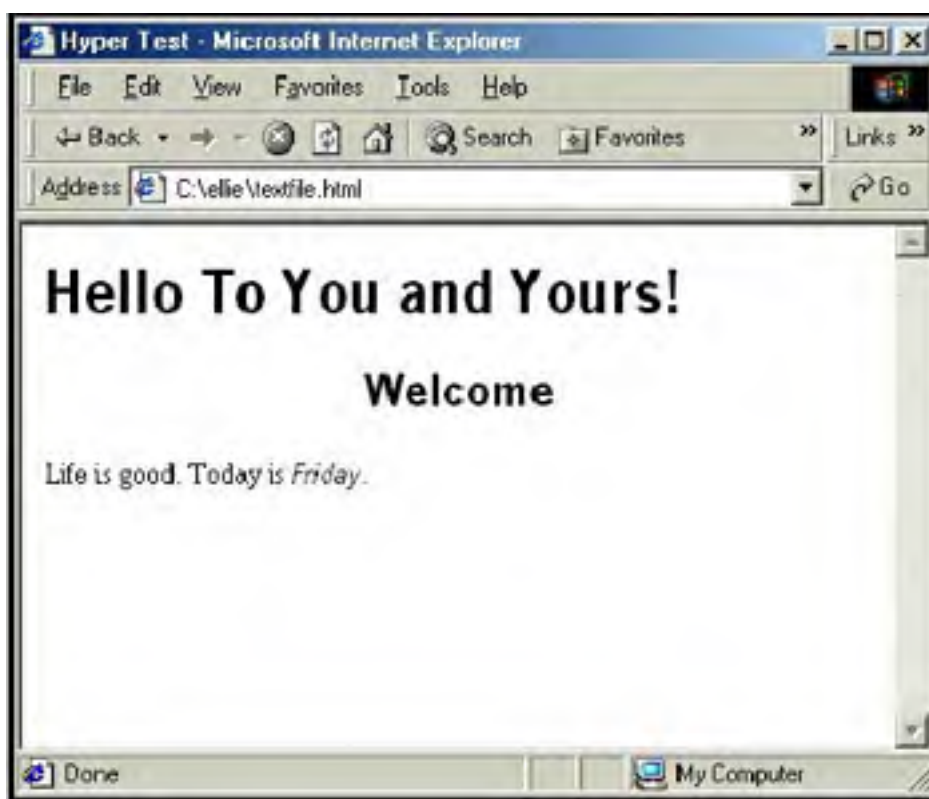 Hyper Test - Microsoft Internet Explorer
File Edit View Favorites Tools Help
Back Search Favorites » Links »
Address C:\ellie\textfile.html Go
Hello To You and Yours!
Welcome
Life is good. Today is Friday.
Done My Computer